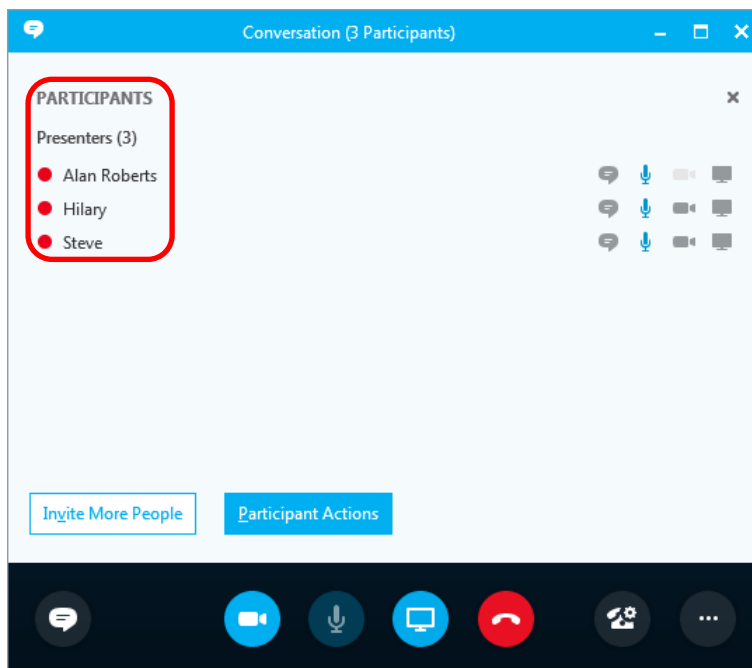 Conversation (3 Participants)
PARTICIPANTS
Presenters (3)
Alan Roberts
Hilary
Steve
Invite More People
Participant Actions